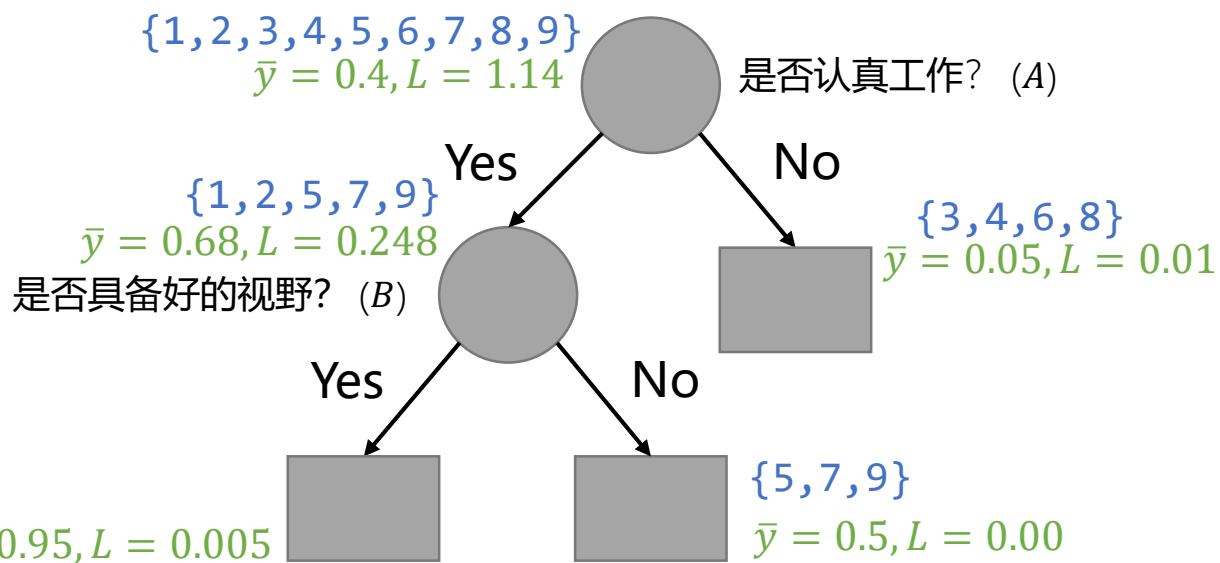 {1,2,3,4,5,6,7,8,9}
ȳ = 0.4, L = 1.14
是否认真工作？ (A)
Yes
No
{1,2,5,7,9}
ȳ = 0.68, L = 0.248
{3,4,6,8}
ȳ = 0.05, L = 0.01
是否具备好的视野？ (B)
Yes
No
{5,7,9}
0.95, L = 0.005
ȳ = 0.5, L = 0.00